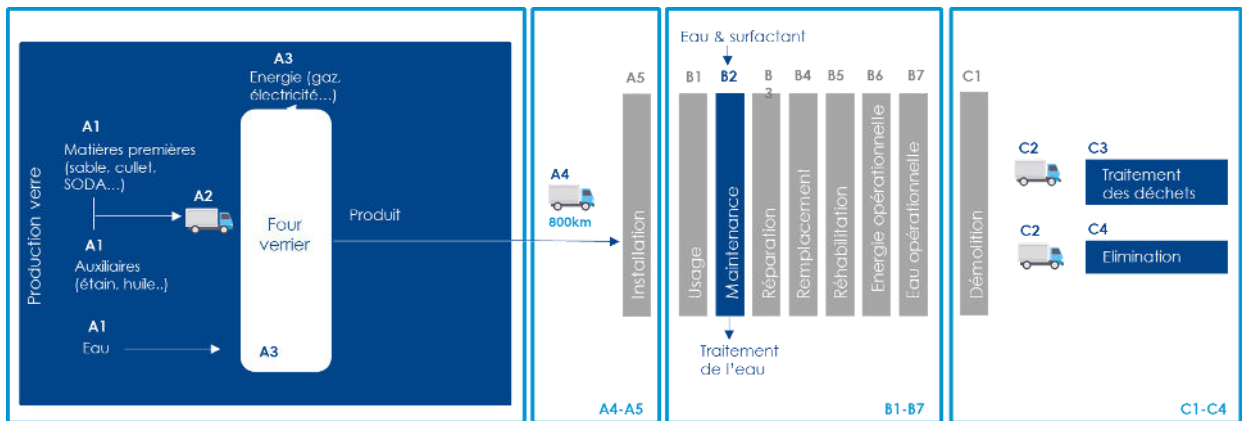 Production verre
A3
Energie (gaz,
électricité...)
A1
Matières premières
(sable, cullet,
SODA...)
A2
A1
Auxiliaires
(étain, huile..)
A1
Eau
Four
verrier
A3
Produit
A4
800km
A5
Installation
A4-A5
Eau & surfactant
B1
Usage
B2
Maintenance
B
3
Réparation
B4
Remplacement
B5
Réhabilitation
B6
Energie opérationnelle
B7
Eau opérationnelle
Traitement
de l'eau
B1-B7
C1
Démolition
C2
C3
Traitement
des déchets
C2
C4
Elimination
C1-C4